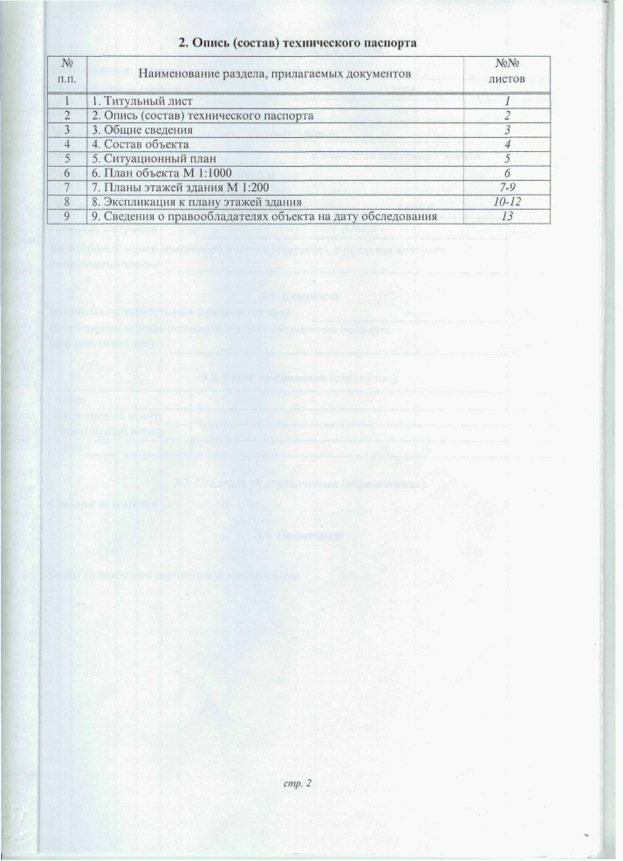 2. Опись (состав) технического паспорта
№ п.п. Наименование раздела, прилагаемых документов №№ листов
1 1. Титульный лист 1
2 2. Опись (состав) технического паспорта 2
3 3. Общие сведения 3
4 4. Состав объекта 4
5 5. Ситуационный план 5
6 6. План объекта М 1:1000 6
7 7. Планы этажей здания М 1:200 7-9
8 8. Экспликация к плану этажей здания 10-12
9 9. Сведения о правообладателях объекта на дату обследования 13
стр. 2